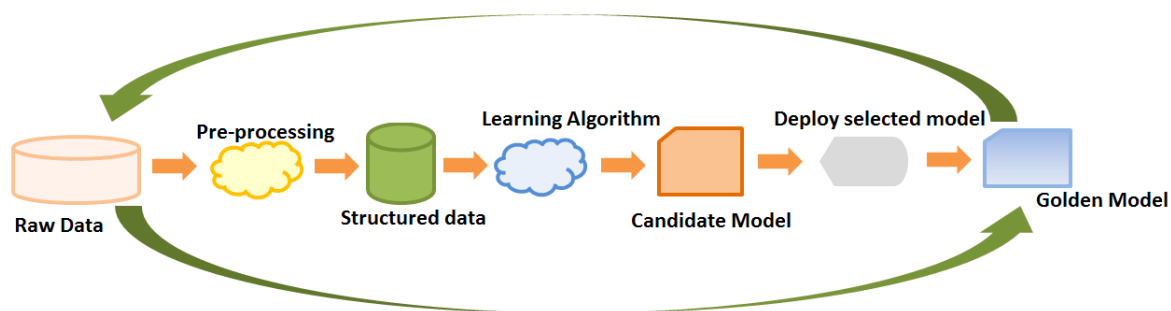 Pre-processing
Learning Algorithm
Deploy selected model
Raw Data
Structured data
Candidate Model
Golden Model